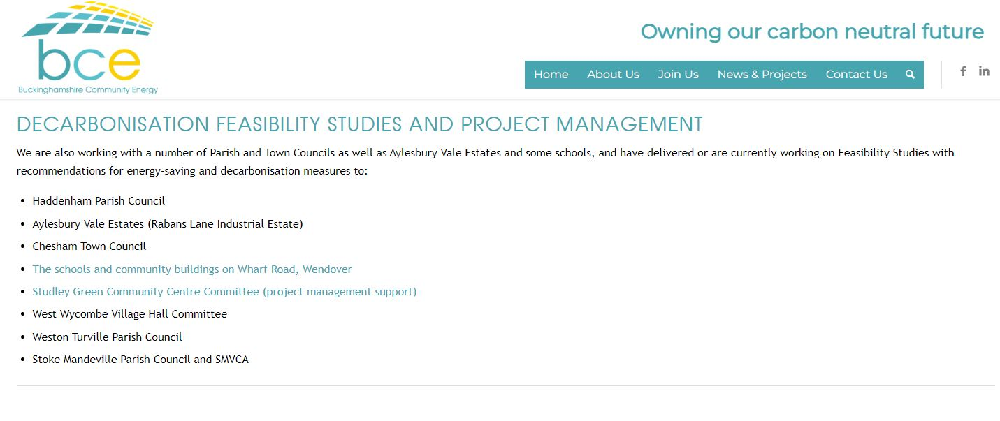 bce
Buckinghamshire Community Energy
Owning our carbon neutral future
Home About Us Join Us News & Projects Contact Us
DECARBONISATION FEASIBILITY STUDIES AND PROJECT MANAGEMENT
We are also working with a number of Parish and Town Councils as well as Aylesbury Vale Estates and some schools, and have delivered or are currently working on Feasibility Studies with
recommendations for energy-saving and decarbonisation measures to:
• Haddenham Parish Council
• Aylesbury Vale Estates (Rabans Lane Industrial Estate)
• Chesham Town Council
• The schools and community buildings on Wharf Road, Wendover
• Studley Green Community Centre Committee (project management support)
• West Wycombe Village Hall Committee
• Weston Turville Parish Council
• Stoke Mandeville Parish Council and SMVCA